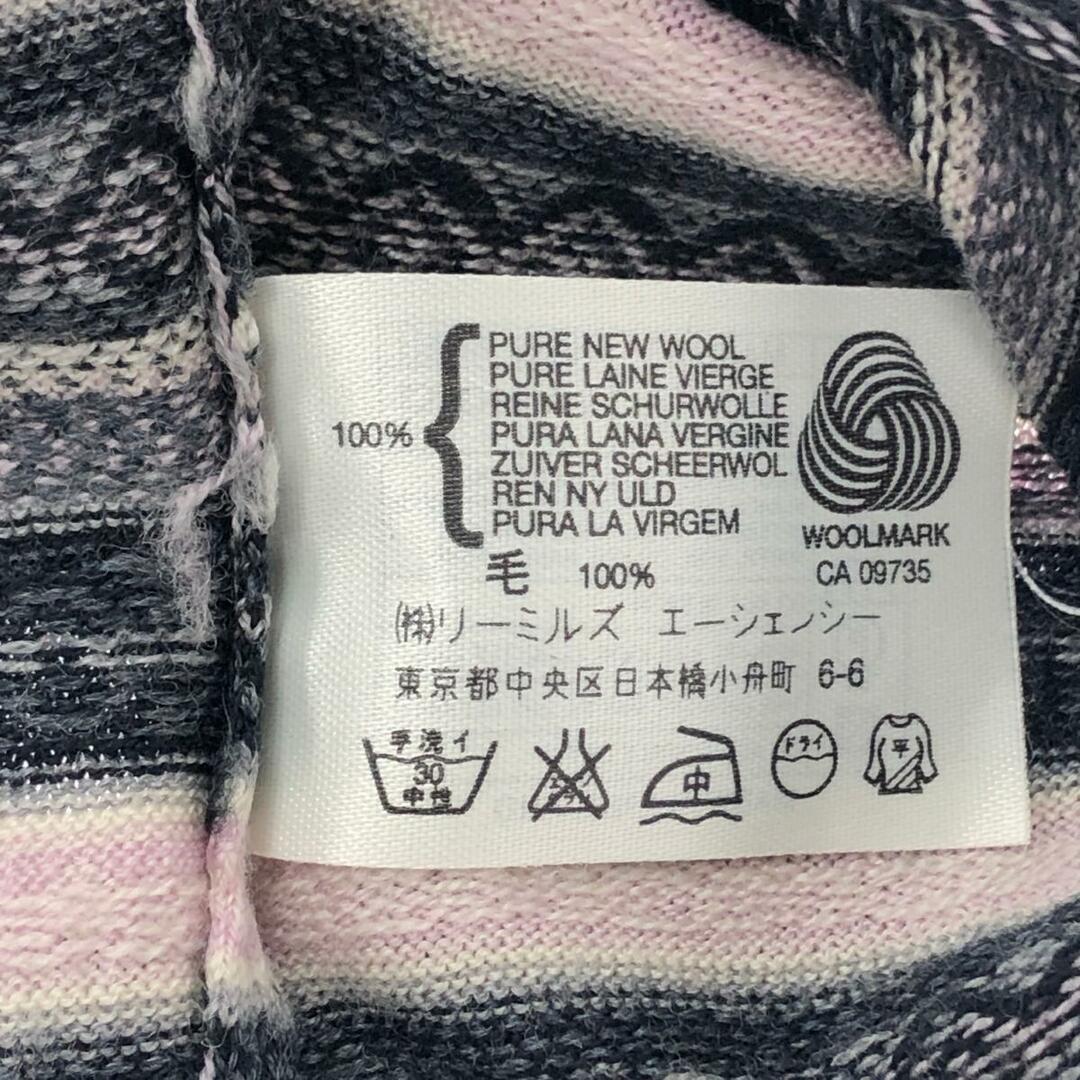 100%
PURE NEW WOOL
PURE LAINE VIERGE
REINE SCHURWOLLE
PURA LANA VERGINE
ZUIVER SCHEERWOL
REN NY ULD
PURA LA VIRGEM
WOOLMARK
CA 09735
毛 100%
㈱リーミルズ エージェンシー
東京都中央区日本橋小舟町 6-6
手洗イ
30
中性
中
ドライ
平